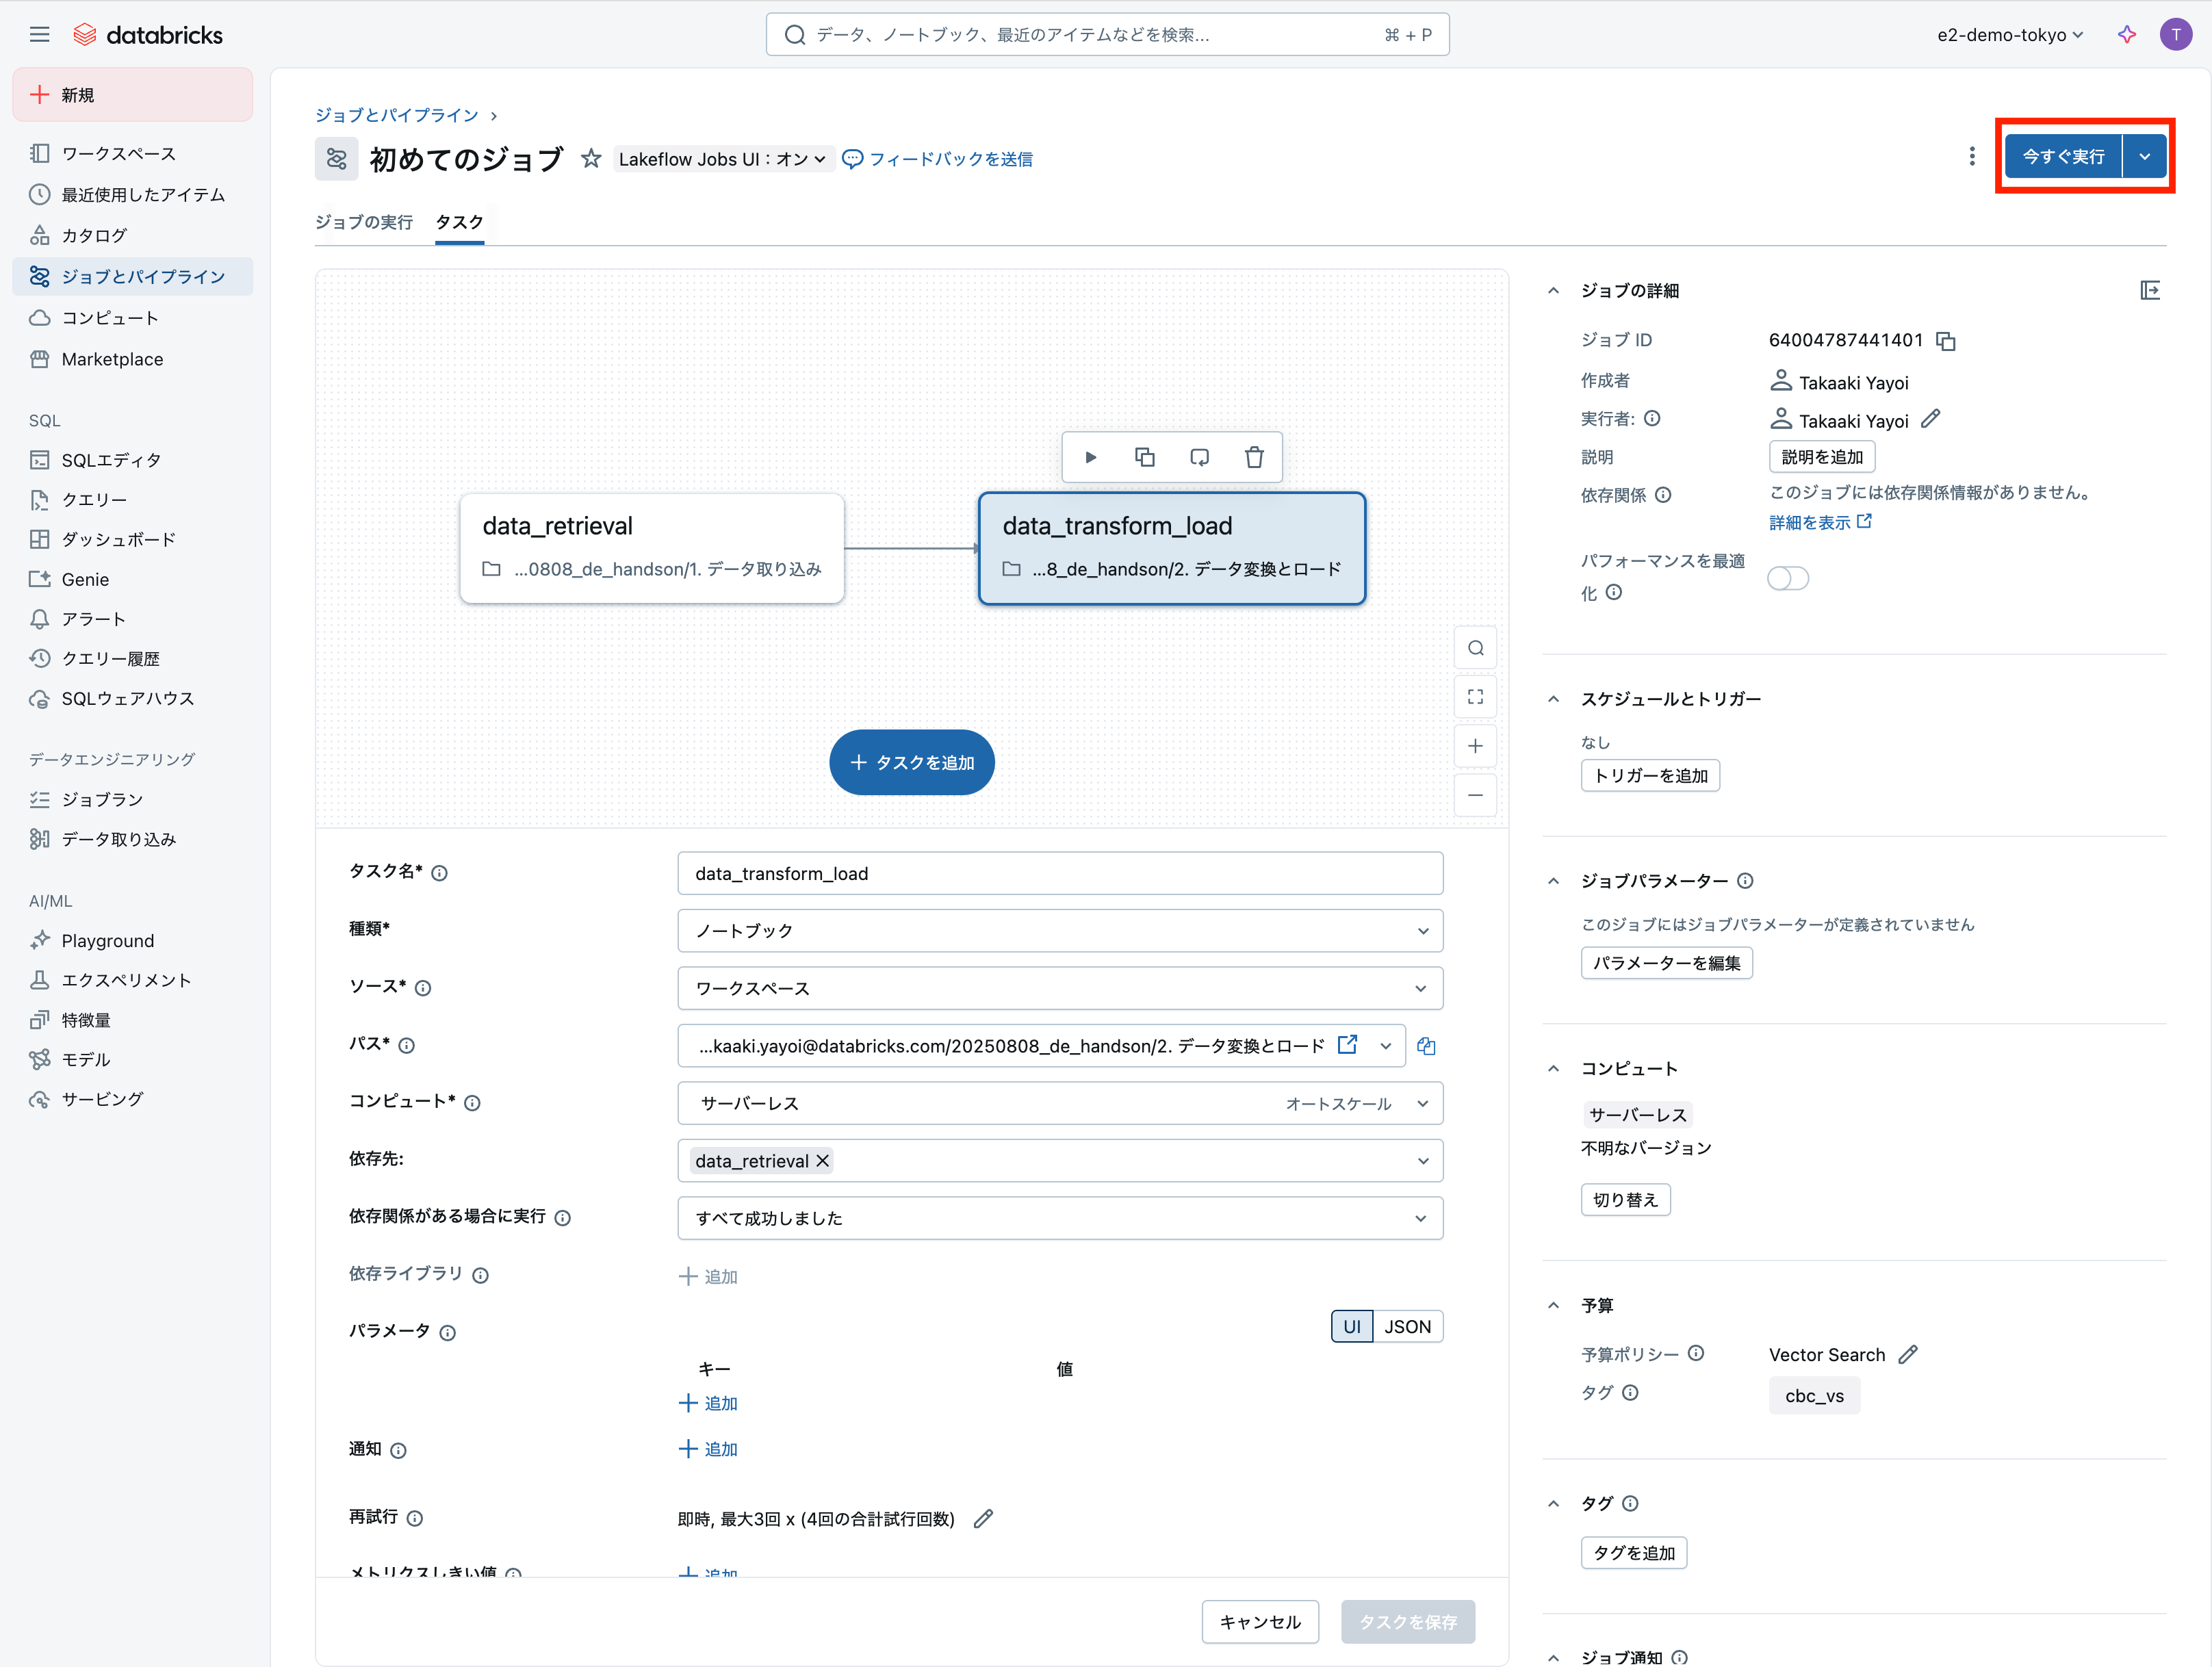 databricks
データ、ノートブック、最近のアイテムなどを検索...
⌘ + P
e2-demo-tokyo
T
新規
ワークスペース
最近使用したアイテム
カタログ
ジョブとパイプライン
コンピュート
Marketplace
SQL
SQLエディタ
クエリー
ダッシュボード
Genie
アラート
クエリー履歴
SQLウェアハウス
データエンジニアリング
ジョブラン
データ取り込み
AI/ML
Playground
エクスペリメント
特徴量
モデル
サービング
ジョブとパイプライン
初めてのジョブ
Lakeflow Jobs UI：オン
フィードバックを送信
今すぐ実行
ジョブの実行
タスク
data_retrieval
...0808_de_handson/1. データ取り込み
data_transform_load
...8_de_handson/2. データ変換とロード
タスクを追加
タスク名*
data_transform_load
種類*
ノートブック
ソース*
ワークスペース
パス*
...kaaki.yayoi@databricks.com/20250808_de_handson/2. データ変換とロード
コンピュート*
サーバーレス
オートスケール
依存先:
data_retrieval
依存関係がある場合に実行
すべて成功しました
依存ライブラリ
追加
パラメータ
UI
JSON
キー
値
追加
通知
追加
再試行
即時, 最大3回 x (4回の合計試行回数)
メトリクスしきい値
追加
キャンセル
タスクを保存
ジョブの詳細
ジョブ ID
64004787441401
作成者
Takaaki Yayoi
実行者:
Takaaki Yayoi
説明
説明を追加
依存関係
このジョブには依存関係情報がありません。
詳細を表示
パフォーマンスを最適
化
スケジュールとトリガー
なし
トリガーを追加
ジョブパラメーター
このジョブにはジョブパラメーターが定義されていません
パラメーターを編集
コンピュート
サーバーレス
不明なバージョン
切り替え
予算
予算ポリシー
Vector Search
タグ
cbc_vs
タグ
タグを追加
ジョブ通知